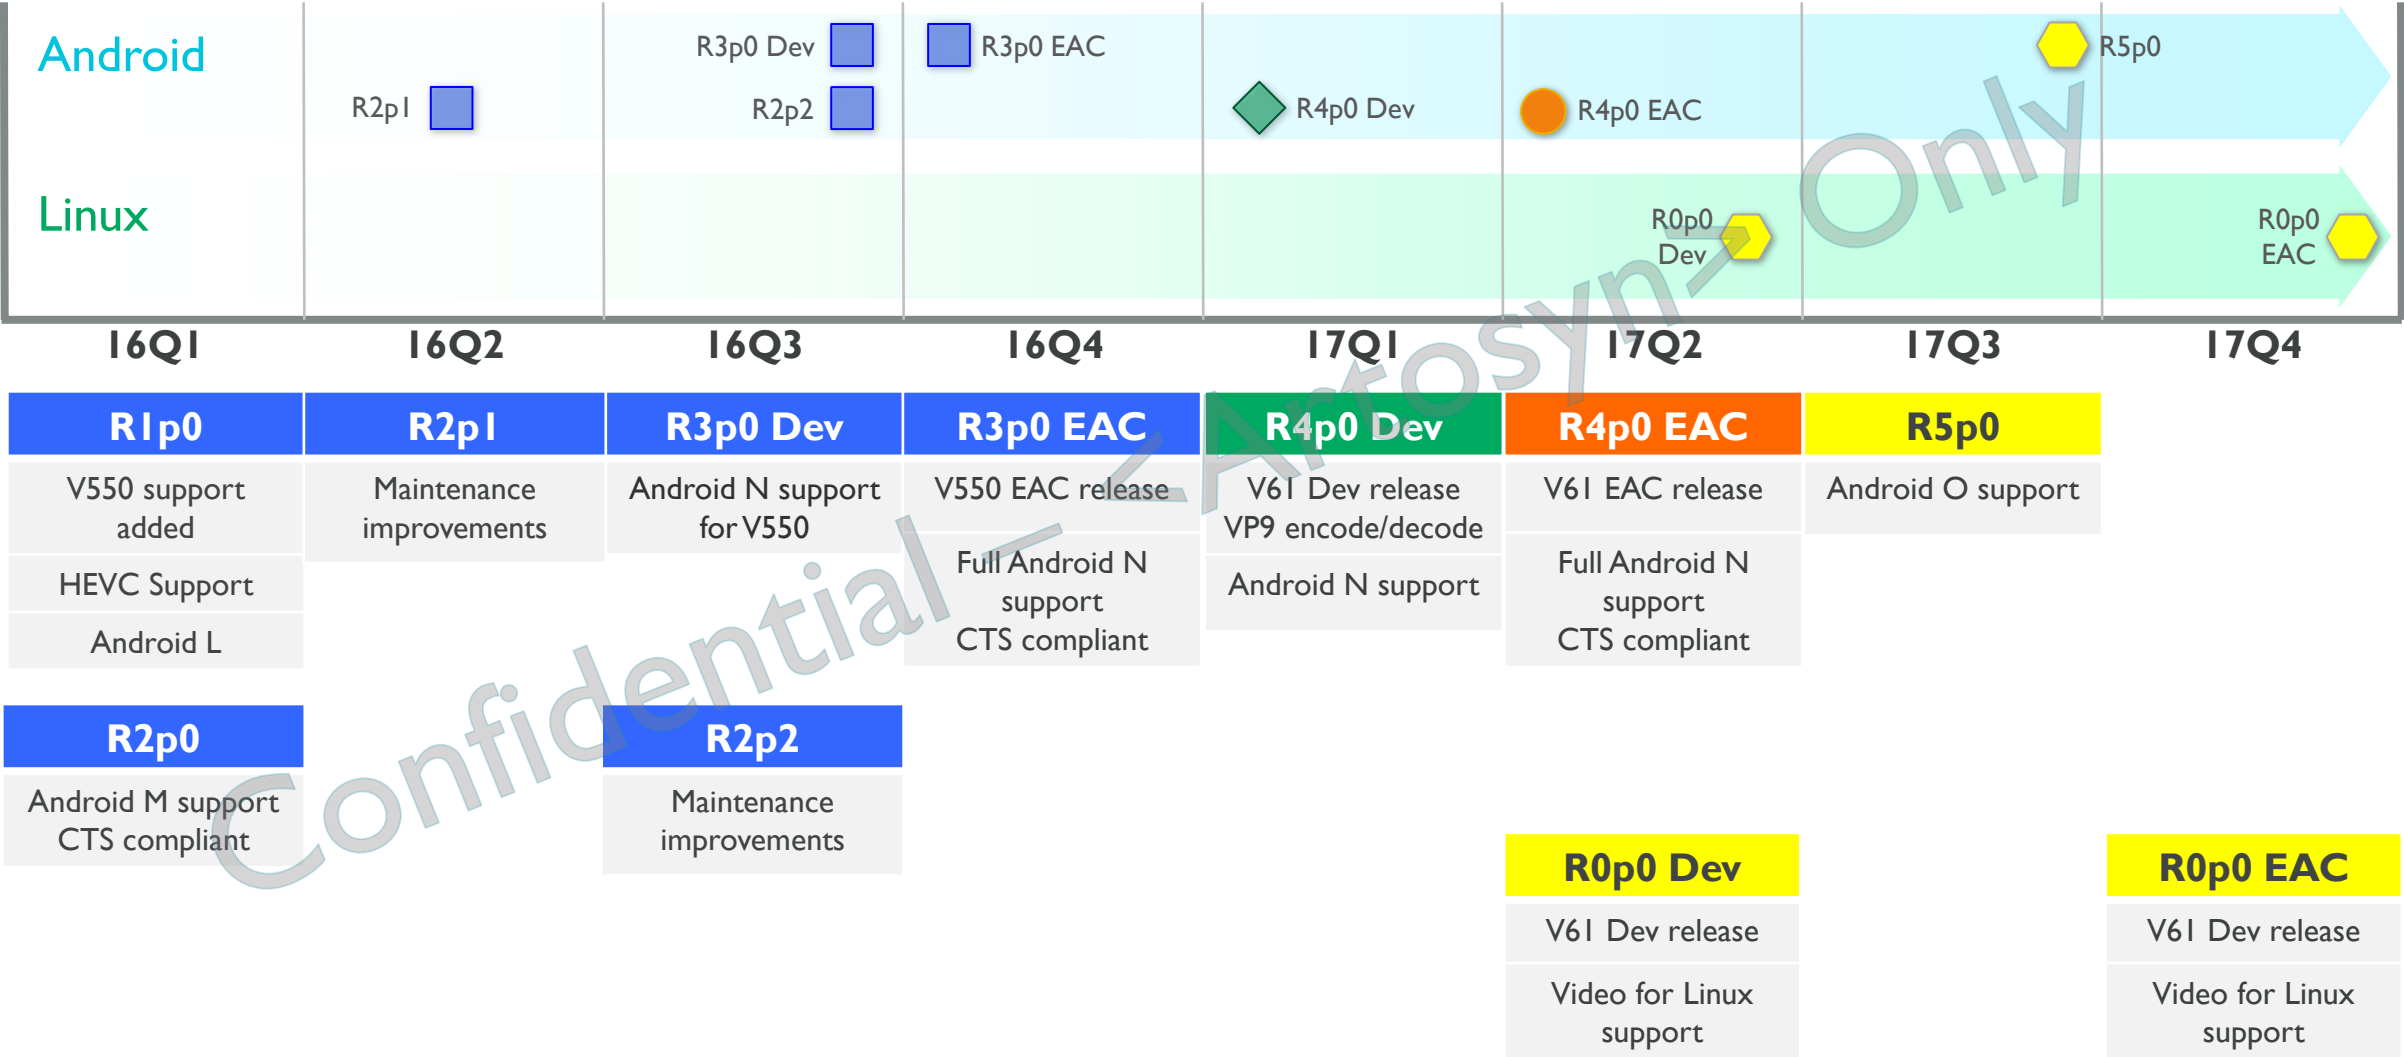 Android
R3p0 Dev
R3p0 EAC
R5p0
R2p1
R2p2
R4p0 Dev
R4p0 EAC
Linux
R0p0
Dev
R0p0
EAC
16Q1
16Q2
16Q3
16Q4
17Q1
17Q2
17Q3
17Q4
R1p0
V550 support
added
HEVC Support
Android L
R2p1
Maintenance
improvements
R3p0 Dev
Android N support
for V550
R3p0 EAC
V550 EAC release
Full Android N
support
CTS compliant
R4p0 Dev
V61 Dev release
VP9 encode/decode
Android N support
R4p0 EAC
V61 EAC release
Full Android N
support
CTS compliant
R5p0
Android O support
R2p0
Android M support
CTS compliant
R2p2
Maintenance
improvements
R0p0 Dev
V61 Dev release
Video for Linux
support
R0p0 EAC
V61 Dev release
Video for Linux
support
Confidential – <Artosyn> Only